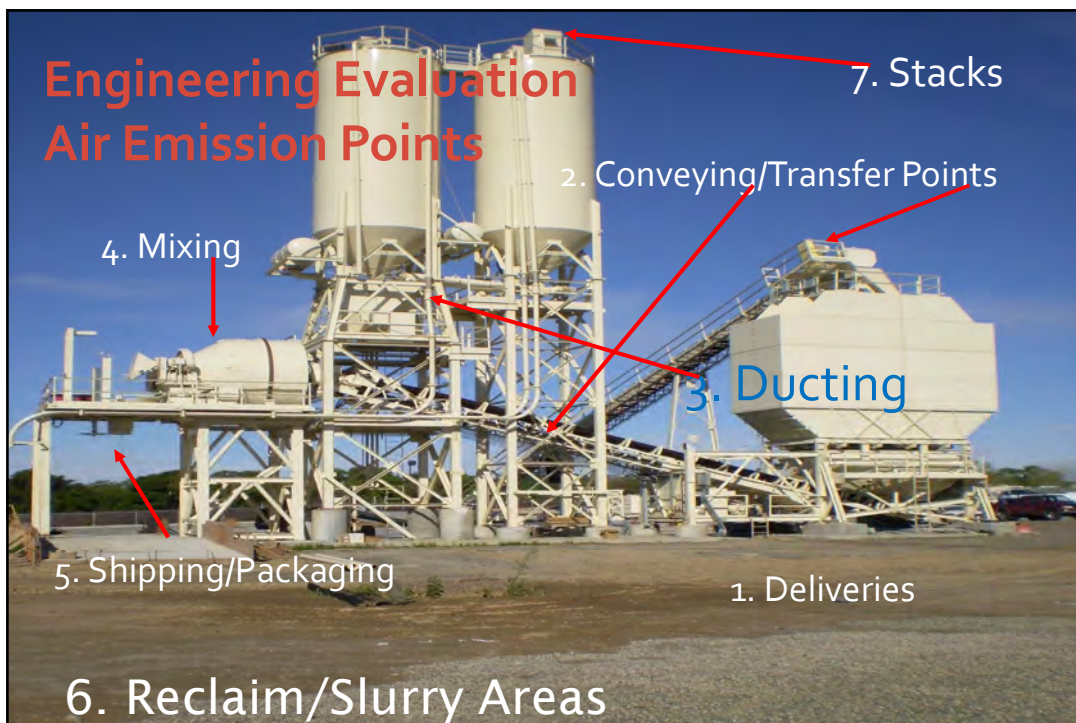 Engineering Evaluation
Air Emission Points
7. Stacks
2. Conveying/Transfer Points
4. Mixing
3. Ducting
5. Shipping/Packaging
1. Deliveries
6. Reclaim/Slurry Areas